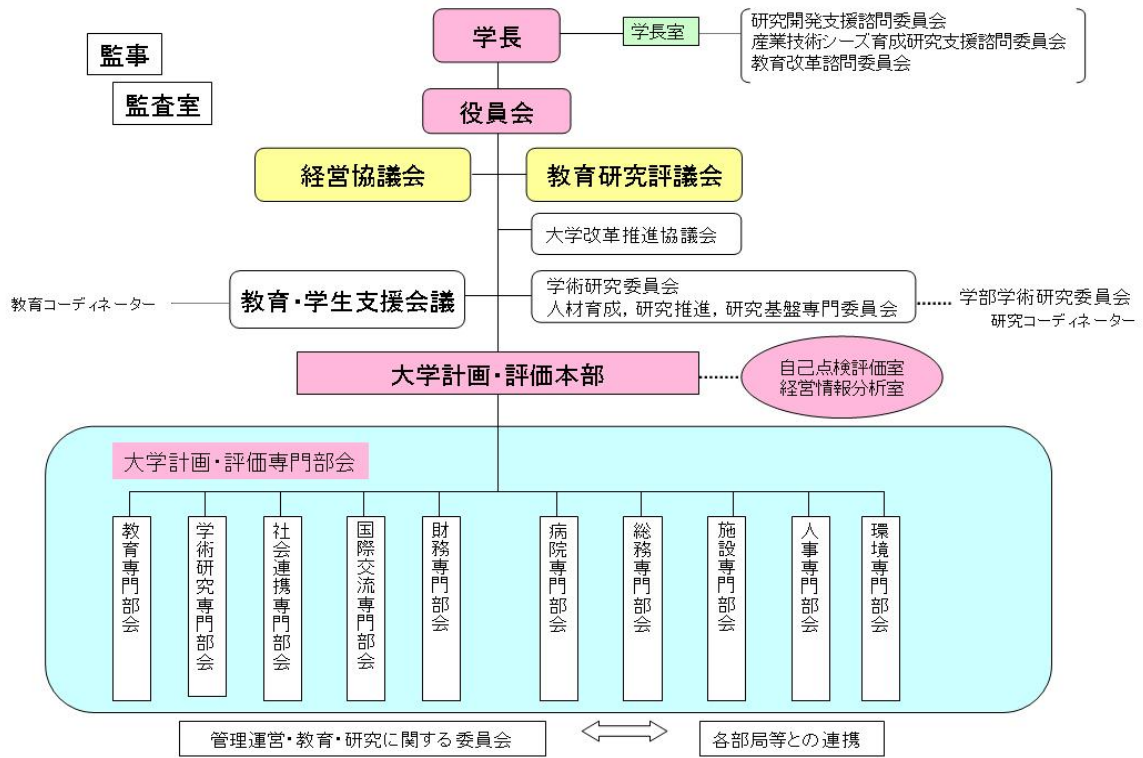 学長
学長室
研究開発支援諮問委員会
産業技術シーズ育成研究支援諮問委員会
教育改革諮問委員会
監事
監査室
役員会
経営協議会
教育研究評議会
大学改革推進協議会
教育コーディネーター
教育・学生支援会議
学術研究委員会
人材育成, 研究推進, 研究基盤専門委員会
学部学術研究委員会
研究コーディネーター
大学計画・評価本部
自己点検評価室
経営情報分析室
大学計画・評価専門部会
教育専門部会
学術研究専門部会
社会連携専門部会
国際交流専門部会
財務専門部会
病院専門部会
総務専門部会
施設専門部会
人事専門部会
環境専門部会
管理運営・教育・研究に関する委員会
各部局等との連携